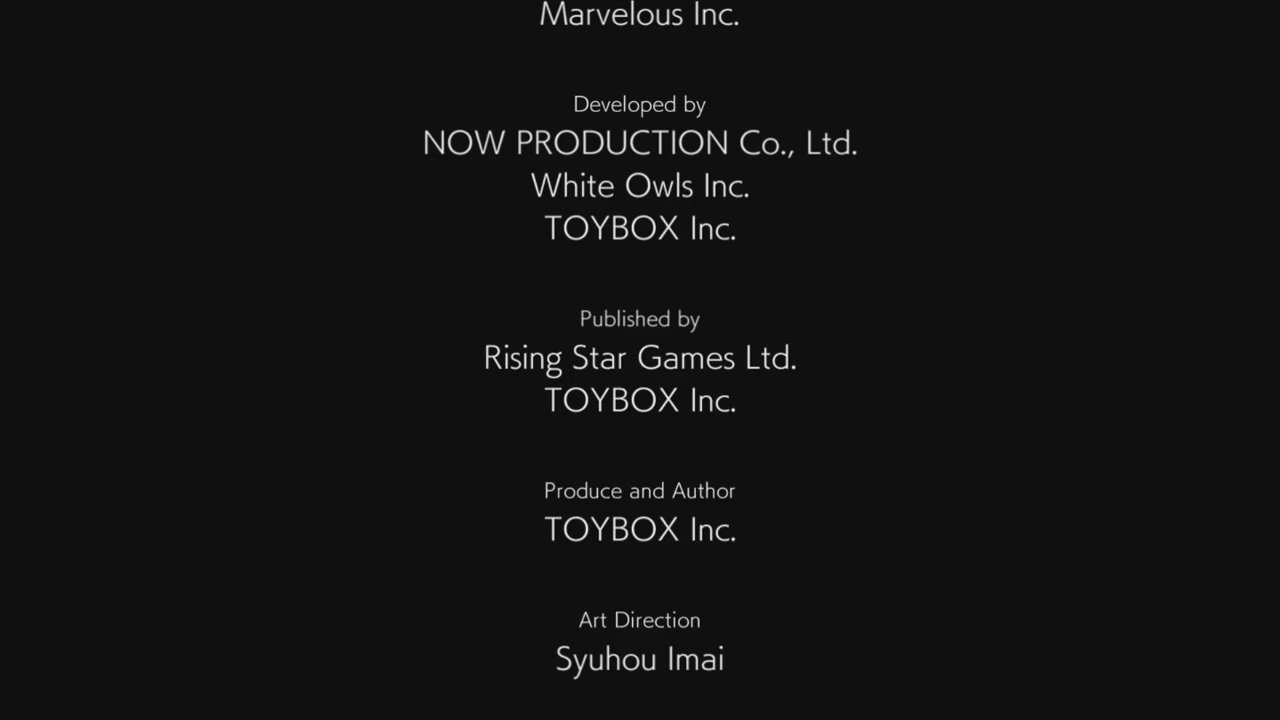 Marvelous Inc.
Developed by
NOW PRODUCTION Co., Ltd.
White Owls Inc.
TOYBOX Inc.
Published by
Rising Star Games Ltd.
TOYBOX Inc.
Produce and Author
TOYBOX Inc.
Art Direction
Syuhou Imai